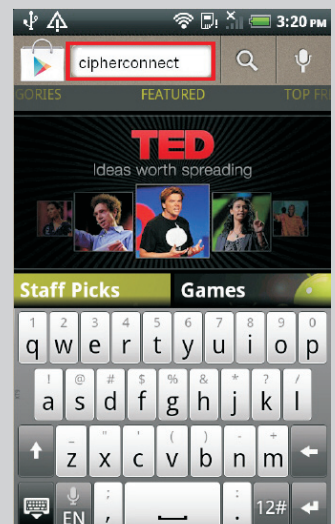 3:20 PM
cipherconnect
GORIES FEATURED TOP FR
TED
Ideas worth spreading
Staff Picks Games
1 2 3 4 5 6 7 8 9 0
q w e r t y u i o p
! @ # $ % & * ? /
a s d f g h j k l
_ " ' ( ) - +
z x c v b n m
; :
EN , . 12#